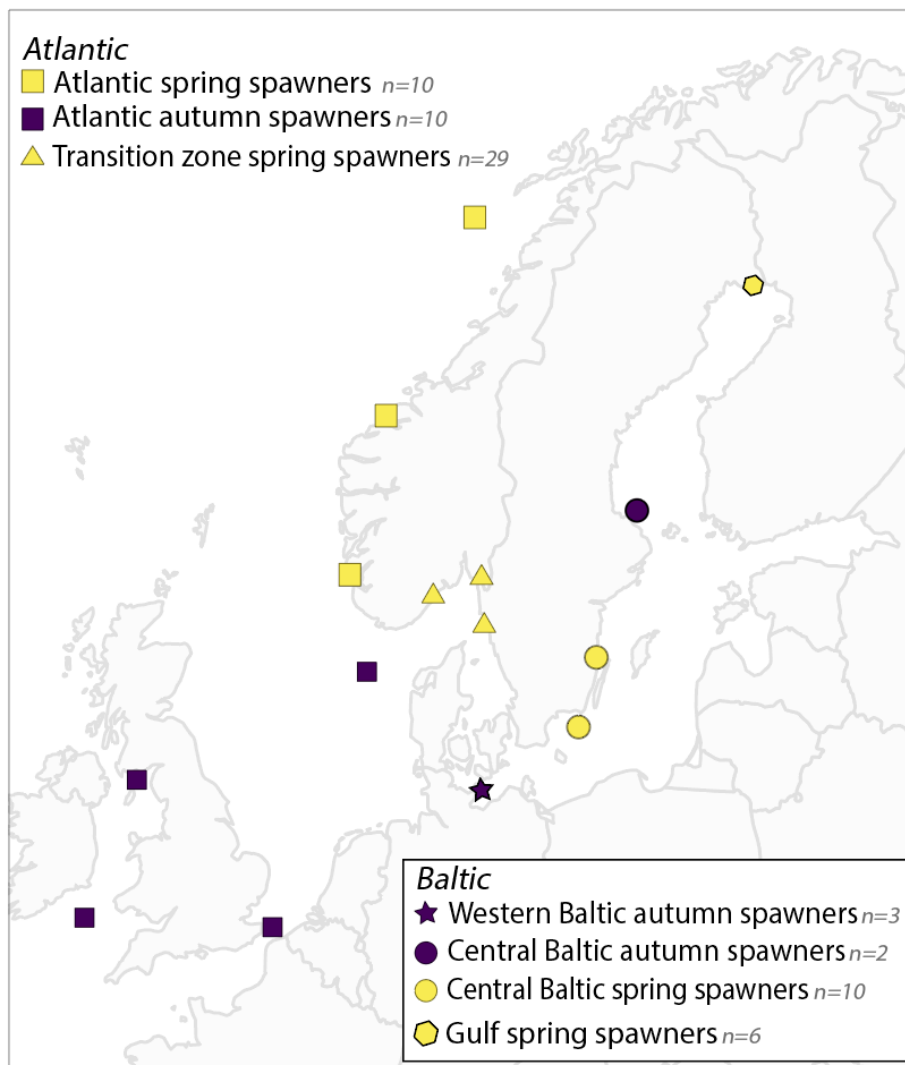 Atlantic
Atlantic spring spawners n=10
Atlantic autumn spawners n=10
Transition zone spring spawners n=29
Baltic
Western Baltic autumn spawners n=3
Central Baltic autumn spawners n=2
Central Baltic spring spawners n=10
Gulf spring spawners n=6